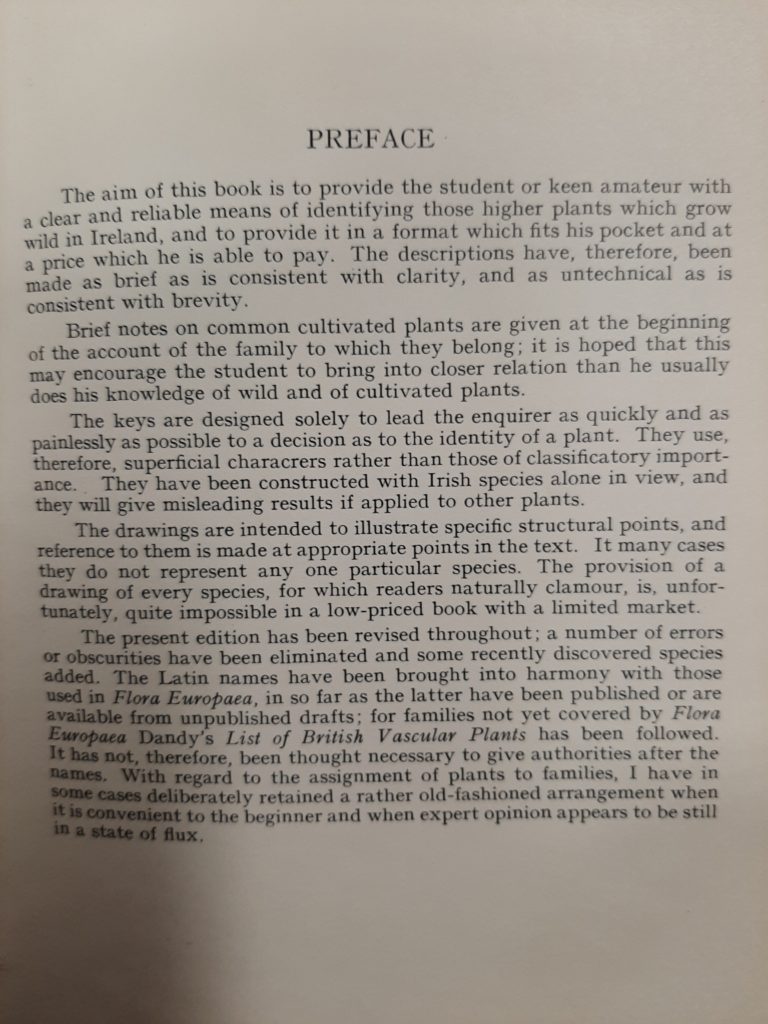 PREFACE
The aim of this book is to provide the student or keen amateur with
a clear and reliable means of identifying those higher plants which grow
wild in Ireland, and to provide it in a format which fits his pocket and at
a price which he is able to pay. The descriptions have, therefore, been
made as brief as is consistent with clarity, and as untechnical as is
consistent with brevity.
Brief notes on common cultivated plants are given at the beginning
of the account of the family to which they belong; it is hoped that this
may encourage the student to bring into closer relation than he usually
does his knowledge of wild and of cultivated plants.
The keys are designed solely to lead the enquirer as quickly and as
painlessly as possible to a decision as to the identity of a plant. They use,
therefore, superficial characrers rather than those of classificatory import-
ance. They have been constructed with Irish species alone in view, and
they will give misleading results if applied to other plants.
The drawings are intended to illustrate specific structural points, and
reference to them is made at appropriate points in the text. It many cases
they do not represent any one particular species. The provision of a
drawing of every species, for which readers naturally clamour, is, unfor-
tunately, quite impossible in a low-priced book with a limited market.
The present edition has been revised throughout; a number of errors
or obscurities have been eliminated and some recently discovered species
added. The Latin names have been brought into harmony with those
used in Flora Europaea, in so far as the latter have been published or are
available from unpublished drafts; for families not yet covered by Flora
Europaea Dandy's List of British Vascular Plants has been followed.
It has not, therefore, been thought necessary to give authorities after the
names. With regard to the assignment of plants to families, I have in
some cases deliberately retained a rather old-fashioned arrangement when
it is convenient to the beginner and when expert opinion appears to be still
in a state of flux.